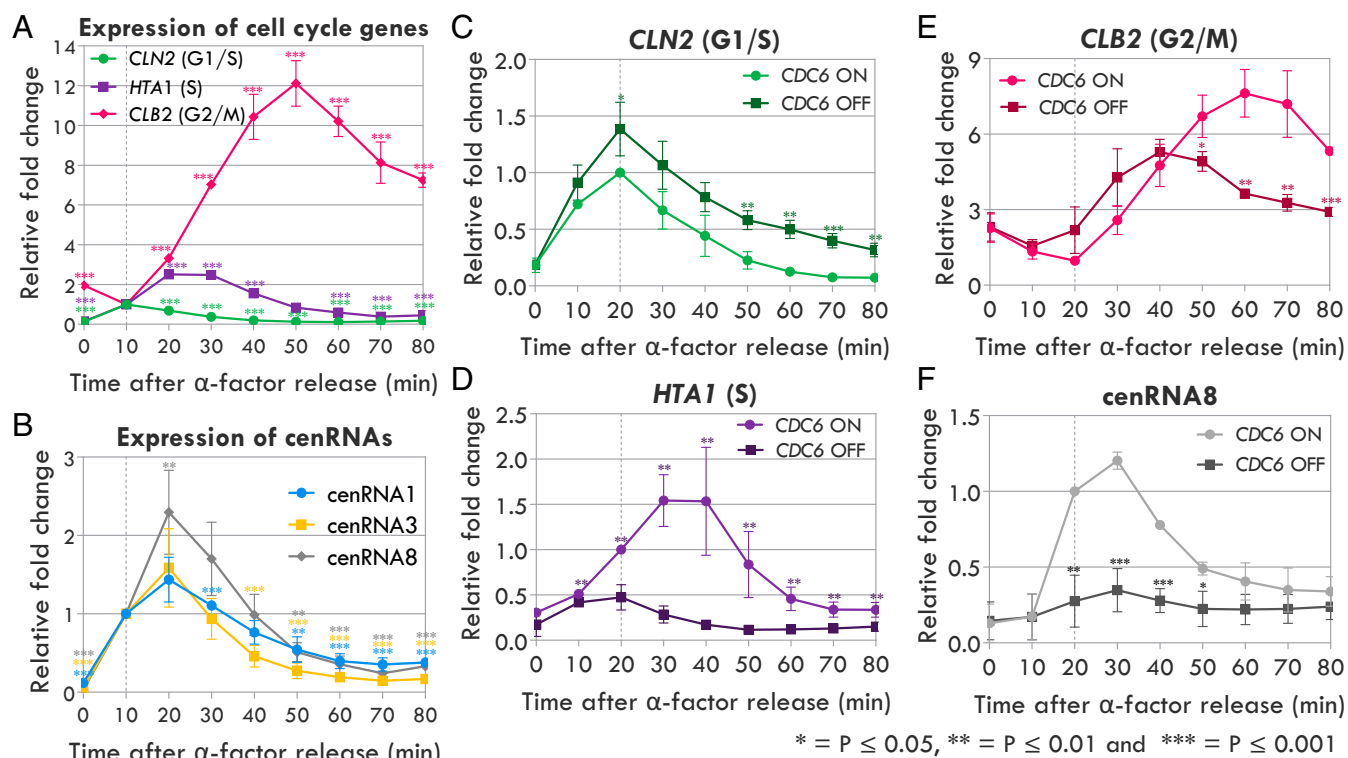 A
Expression of cell cycle genes
Relative fold change
14
12
10
8
6
4
2
0
CLN2 (G1/S)
HTA1 (S)
CLB2 (G2/M)
0 10 20 30 40 50 60 70 80
Time after α-factor release (min)
B
Expression of cenRNAs
Relative fold change
3
2
1
0
cenRNA1
cenRNA3
cenRNA8
0 10 20 30 40 50 60 70 80
Time after α-factor release (min)
C
CLN2 (G1/S)
Relative fold change
2.0
1.5
1.0
0.5
0.0
CDC6 ON
CDC6 OFF
0 10 20 30 40 50 60 70 80
Time after α-factor release (min)
D
HTA1 (S)
Relative fold change
2.5
2.0
1.5
1.0
0.5
0.0
CDC6 ON
CDC6 OFF
0 10 20 30 40 50 60 70 80
Time after α-factor release (min)
E
CLB2 (G2/M)
Relative fold change
9
6
3
0
CDC6 ON
CDC6 OFF
0 10 20 30 40 50 60 70 80
Time after α-factor release (min)
F
cenRNA8
Relative fold change
1.5
1.0
0.5
0.0
CDC6 ON
CDC6 OFF
0 10 20 30 40 50 60 70 80
Time after α-factor release (min)
* = P ≤ 0.05, ** = P ≤ 0.01 and *** = P ≤ 0.001